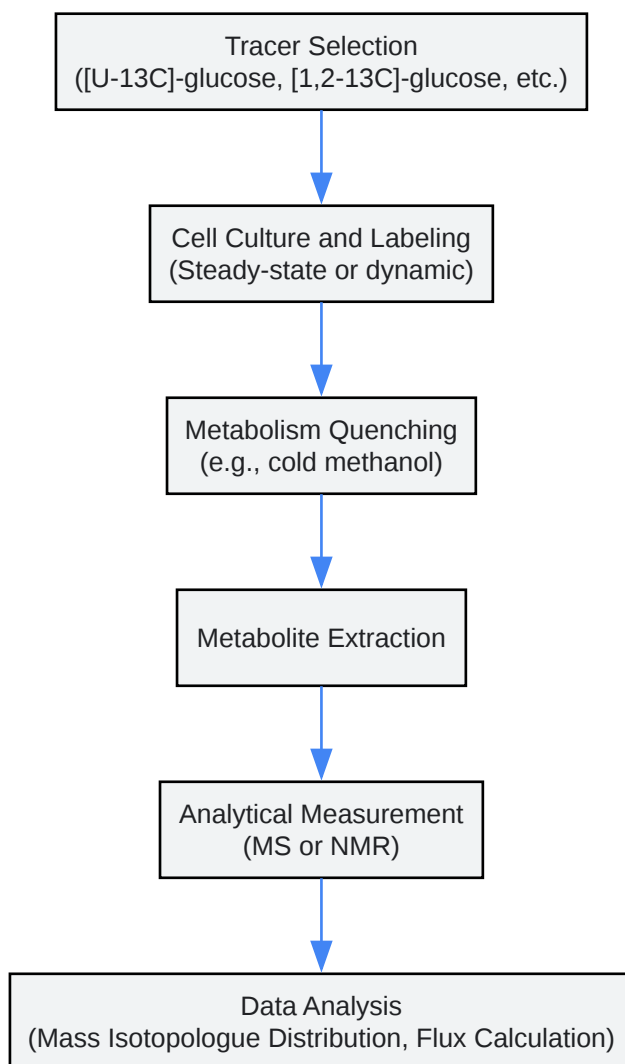 Tracer Selection
([U-13C]-glucose, [1,2-13C]-glucose, etc.)
Cell Culture and Labeling
(Steady-state or dynamic)
Metabolism Quenching
(e.g., cold methanol)
Metabolite Extraction
Analytical Measurement
(MS or NMR)
Data Analysis
(Mass Isotopologue Distribution, Flux Calculation)